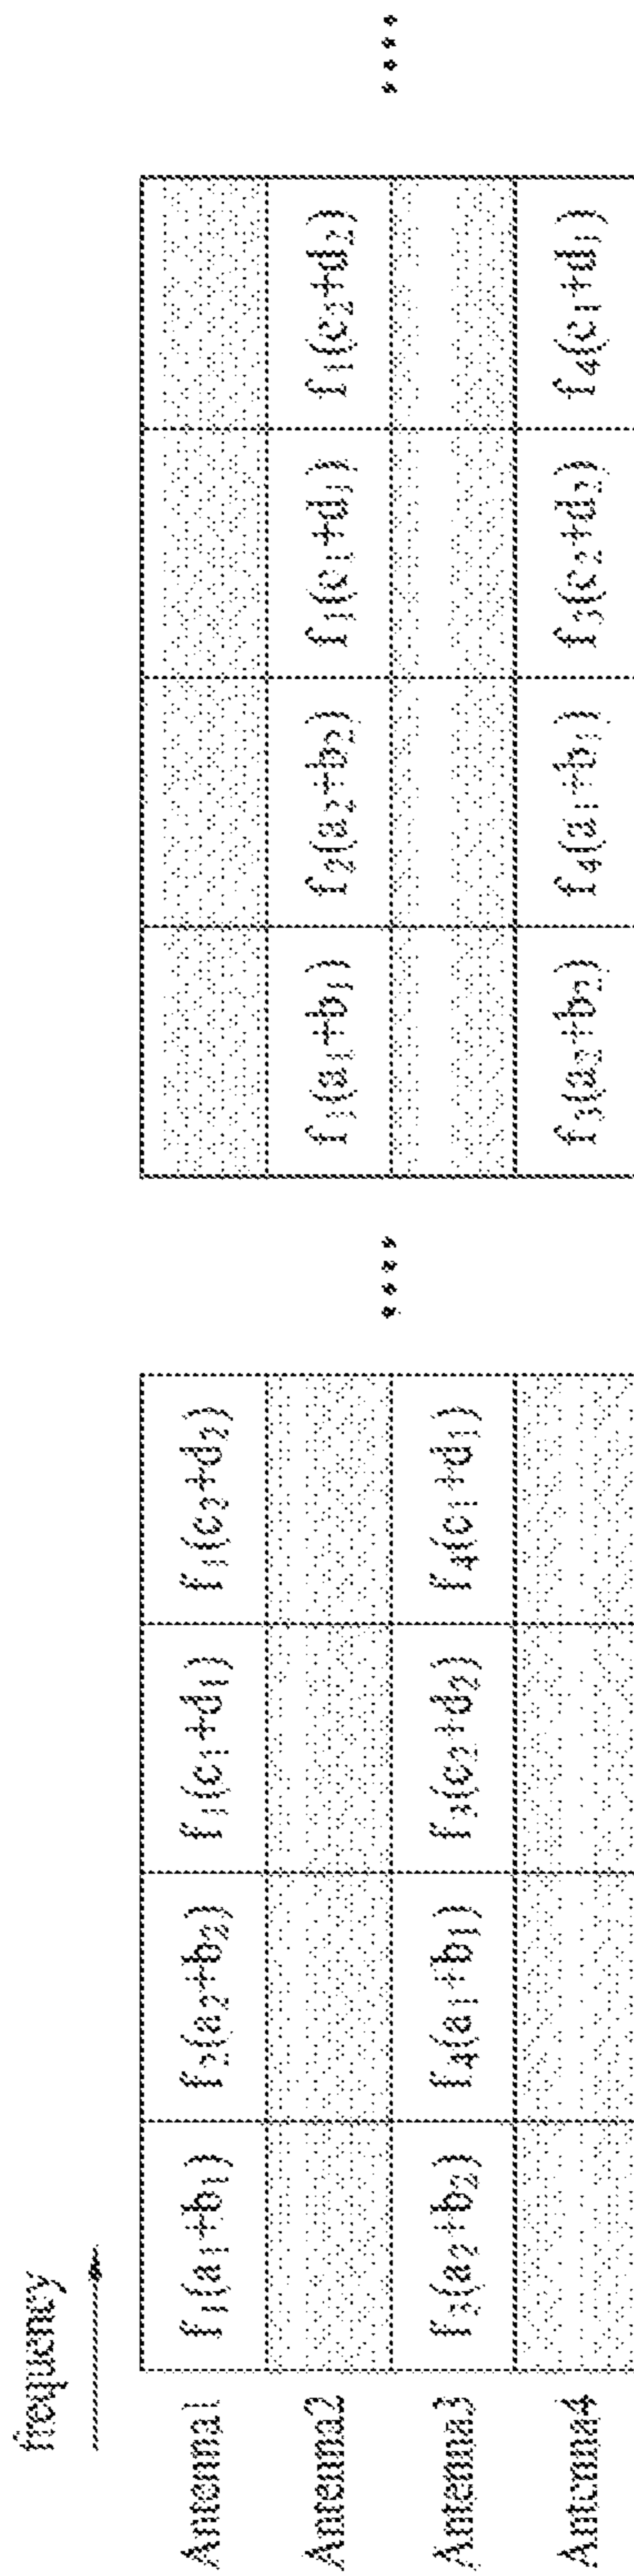 frequency
Antenna1 f₁(a₁+b₁) f₂(a₂+b₂) f₁(c₁+d₁) f₁(c₂+d₂)
Antenna2 f₁(a₁+b₁) f₂(a₂+b₂) f₁(c₁+d₁) f₁(c₂+d₂)
Antenna3 f₃(a₂+b₂) f₄(a₁+b₁) f₃(c₂+d₂) f₄(c₁+d₁)
Antenna4 f₃(a₂+b₂) f₄(a₁+b₁) f₃(c₂+d₂) f₄(c₁+d₁)